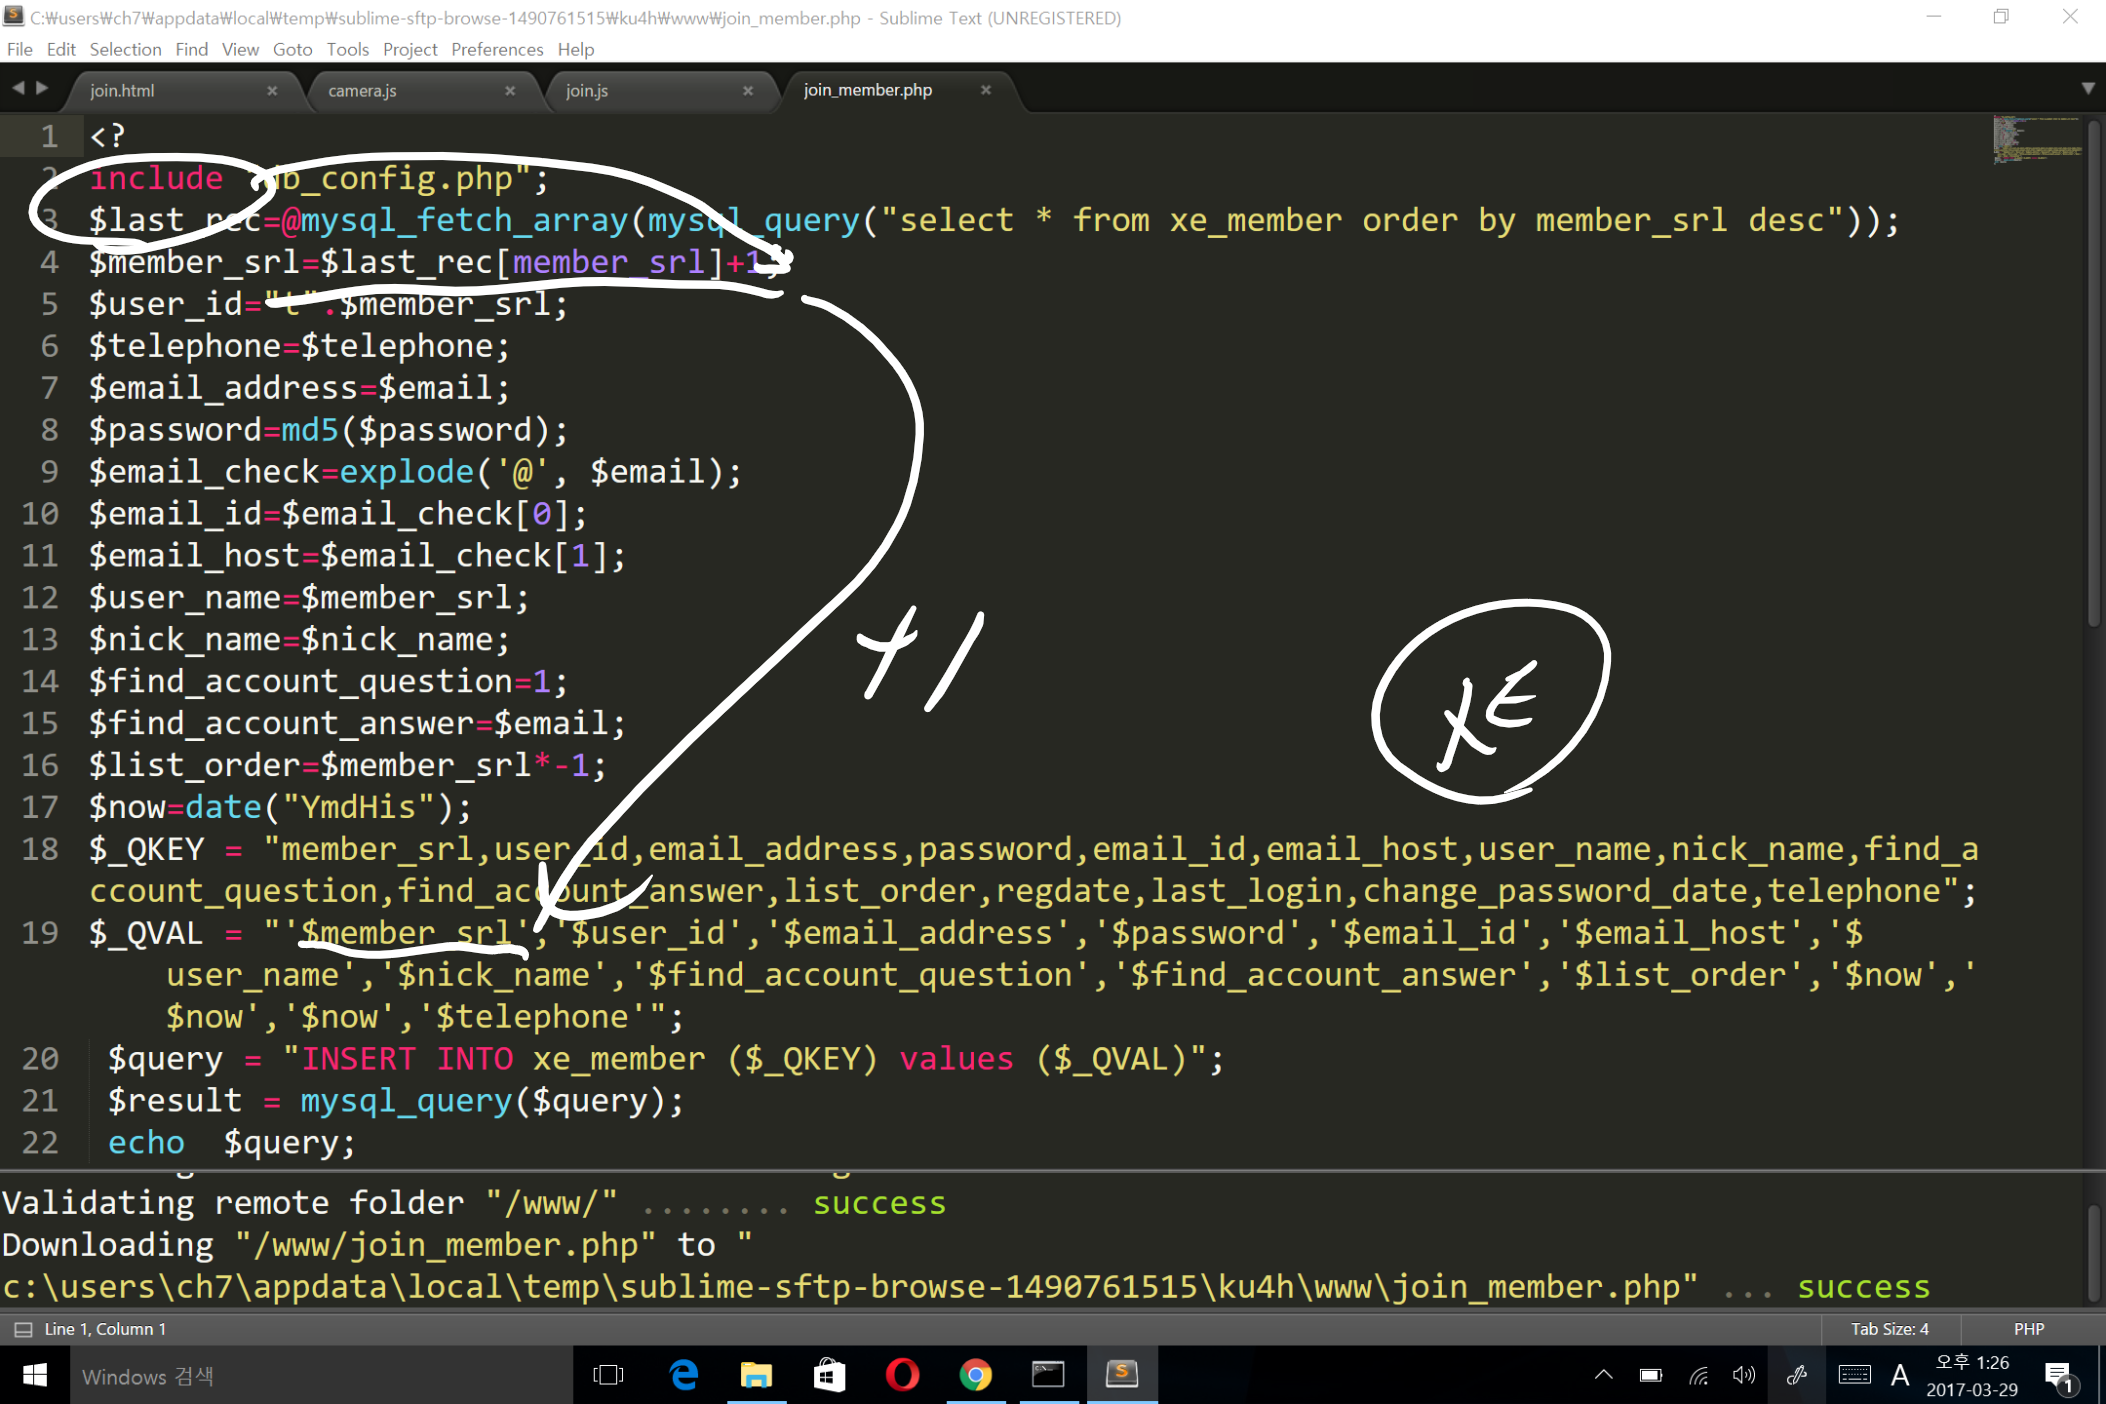 C:₩users₩ch7₩appdata₩local₩temp₩sublime-sftp-browse-1490761515₩ku4h₩www₩join_member.php - Sublime Text (UNREGISTERED)
File Edit Selection Find View Goto Tools Project Preferences Help
join.html × camera.js × join.js × join_member.php ×
1 <?
2 include "db_config.php";
3 $last_rec=@mysql_fetch_array(mysql_query("select * from xe_member order by member_srl desc"));
4 $member_srl=$last_rec[member_srl]+1;
5 $user_id="t".$member_srl;
6 $telephone=$telephone;
7 $email_address=$email;
8 $password=md5($password);
9 $email_check=explode('@', $email);
10 $email_id=$email_check[0];
11 $email_host=$email_check[1];
12 $user_name=$member_srl;
13 $nick_name=$nick_name;
+1
14 $find_account_question=1;
XE
15 $find_account_answer=$email;
16 $list_order=$member_srl*-1;
17 $now=date("YmdHis");
18 $_QKEY = "member_srl,user_id,email_address,password,email_id,email_host,user_name,nick_name,find_a
ccount_question,find_account_answer,list_order,regdate,last_login,change_password_date,telephone";
19 $_QVAL = "'$member_srl','$user_id','$email_address','$password','$email_id','$email_host','$
user_name','$nick_name','$find_account_question','$find_account_answer','$list_order','$now','
$now','$now','$telephone'";
20 $query = "INSERT INTO xe_member ($_QKEY) values ($_QVAL)";
21 $result = mysql_query($query);
22 echo $query;
Validating remote folder "/www/" ........ success
Downloading "/www/join_member.php" to "
c:\users\ch7\appdata\local\temp\sublime-sftp-browse-1490761515\ku4h\www\join_member.php" ... success
Line 1, Column 1 Tab Size: 4 PHP
Windows 검색
A 오후 1:26
2017-03-29
1